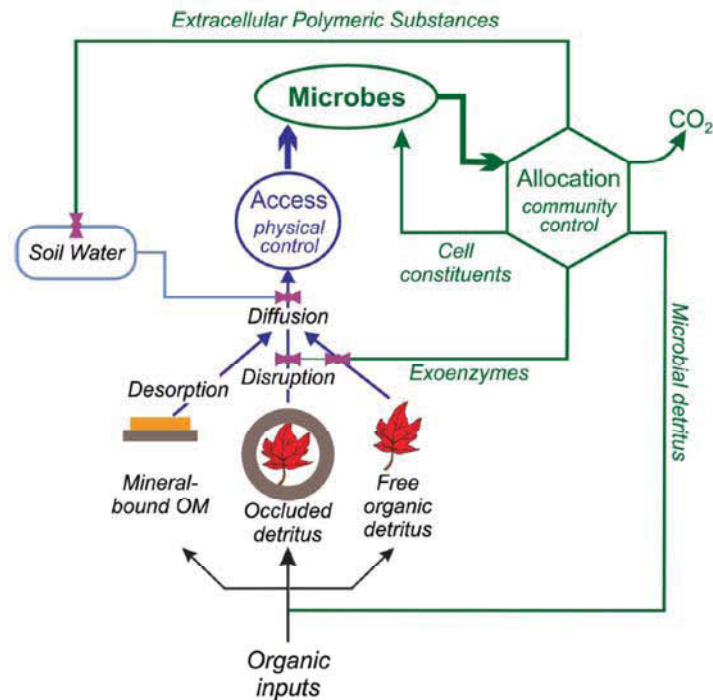 Extracellular Polymeric Substances
Microbes
CO₂
Access
physical
control
Allocation
community
control
Soil Water
Cell
constituents
Diffusion
Desorption
Disruption
Exoenzymes
Microbial detritus
Mineral-
bound OM
Occluded
detritus
Free
organic
detritus
Organic
inputs